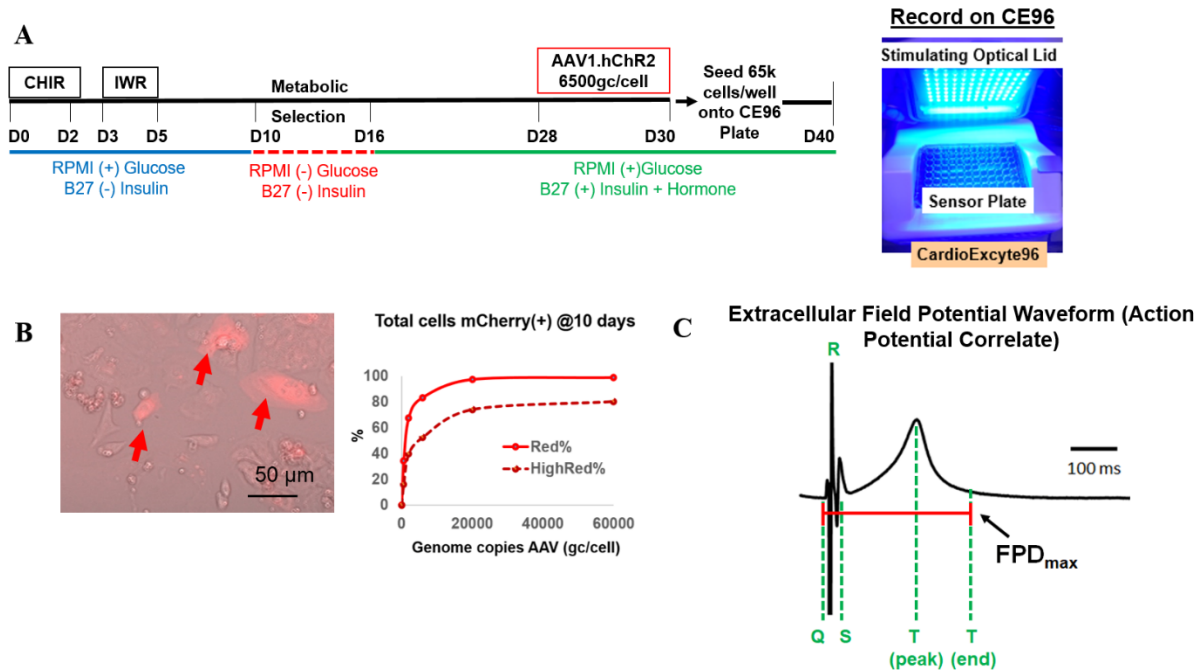 A
CHIR
IWR
Metabolic
Selection
AAV1.hChR2
6500gc/cell
Seed 65k
cells/well
onto CE96
Plate
D0
D2
D3
D5
D10
D16
D28
D30
D40
RPMI (+) Glucose
B27 (-) Insulin
RPMI (-) Glucose
B27 (-) Insulin
RPMI (+)Glucose
B27 (+) Insulin + Hormone
Record on CE96
Stimulating Optical Lid
Sensor Plate
CardioExcyte96
B
50 µm
Total cells mCherry(+) @10 days
100
80
60
40
20
0
%
Red%
HighRed%
0
20000
40000
60000
Genome copies AAV (gc/cell)
C
Extracellular Field Potential Waveform (Action
Potential Correlate)
R
100 ms
FPDmax
Q
S
T
(peak)
T
(end)